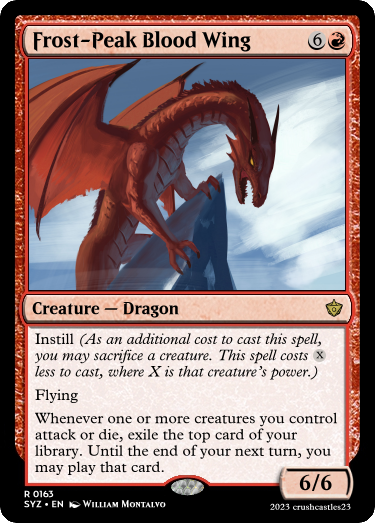 Frost-Peak Blood Wing 6
Creature — Dragon
Instill (As an additional cost to cast this spell,
you may sacrifice a creature. This spell costs X
less to cast, where X is that creature's power.)
Flying
Whenever one or more creatures you control
attack or die, exile the top card of your
library. Until the end of your next turn, you
may play that card.
6/6
R 0163
SYZ • EN William Montalvo
2023 crushcastles23